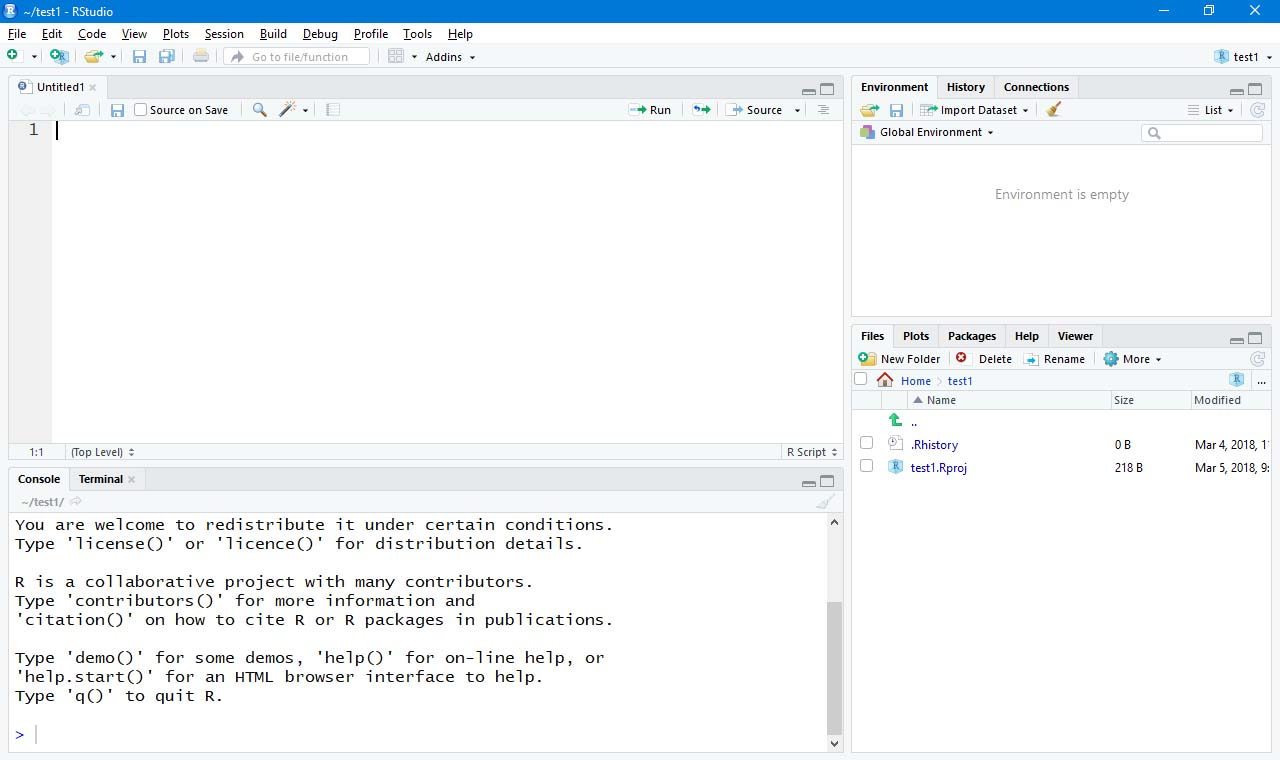 ~/test1 - RStudio
File Edit Code View Plots Session Build Debug Profile Tools Help
Go to file/function Addins test1
Untitled1
Source on Save Run Source
1
1:1 (Top Level) R Script
Console Terminal
~/test1/
You are welcome to redistribute it under certain conditions.
Type 'license()' or 'licence()' for distribution details.
R is a collaborative project with many contributors.
Type 'contributors()' for more information and
'citation()' on how to cite R or R packages in publications.
Type 'demo()' for some demos, 'help()' for on-line help, or
'help.start()' for an HTML browser interface to help.
Type 'q()' to quit R.
>
Environment History Connections
Import Dataset List
Global Environment
Environment is empty
Files Plots Packages Help Viewer
New Folder Delete Rename More
Home > test1 ...
Name Size Modified
..
.Rhistory 0 B Mar 4, 2018, 1
test1.Rproj 218 B Mar 5, 2018, 9: